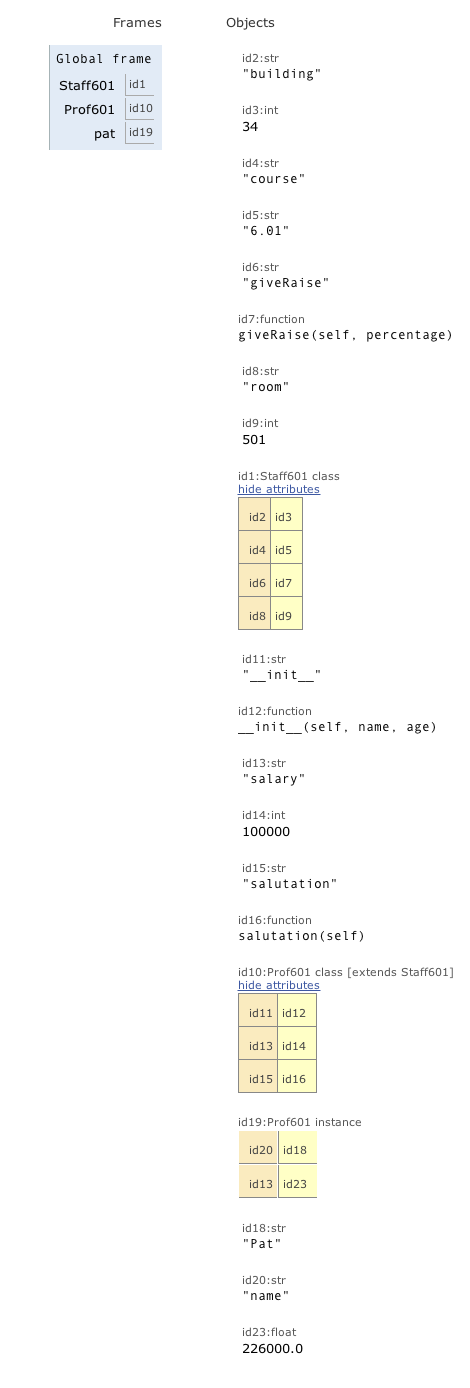 Frames Objects
Global frame
Staff601 id1
Prof601 id10
pat id19
id2:str
"building"
id3:int
34
id4:str
"course"
id5:str
"6.01"
id6:str
"giveRaise"
id7:function
giveRaise(self, percentage)
id8:str
"room"
id9:int
501
id1:Staff601 class
hide attributes
id2 id3
id4 id5
id6 id7
id8 id9
id11:str
"__init__"
id12:function
__init__(self, name, age)
id13:str
"salary"
id14:int
100000
id15:str
"salutation"
id16:function
salutation(self)
id10:Prof601 class [extends Staff601]
hide attributes
id11 id12
id13 id14
id15 id16
id19:Prof601 instance
id20 id18
id13 id23
id18:str
"Pat"
id20:str
"name"
id23:float
226000.0